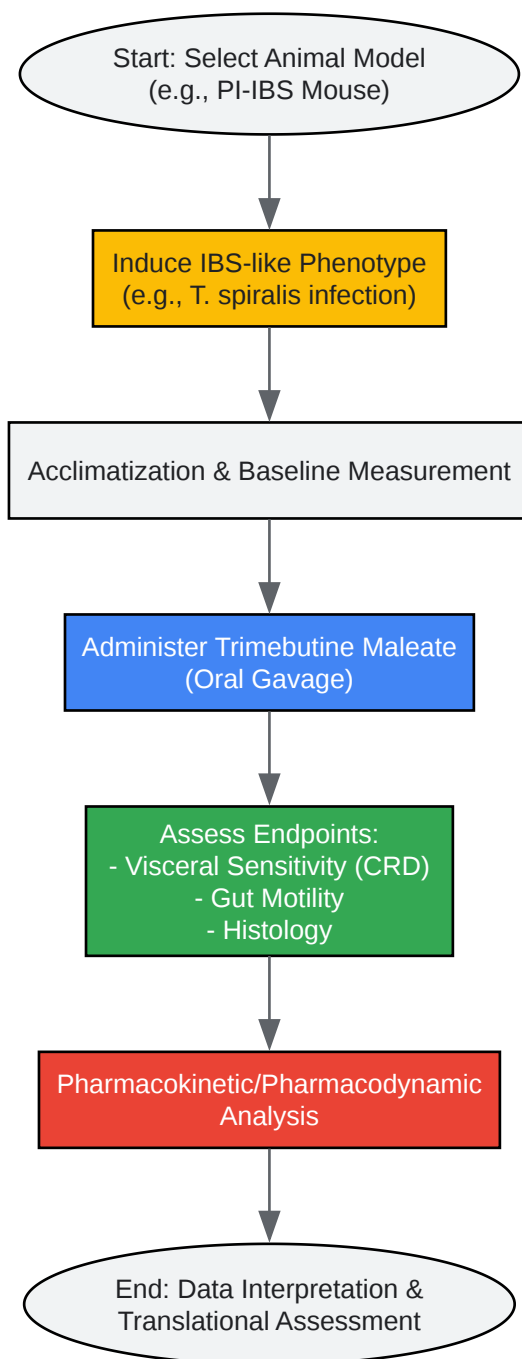 Start: Select Animal Model
(e.g., PI-IBS Mouse)
Induce IBS-like Phenotype
(e.g., T. spiralis infection)
Acclimatization & Baseline Measurement
Administer Trimebutine Maleate
(Oral Gavage)
Assess Endpoints:
- Visceral Sensitivity (CRD)
- Gut Motility
- Histology
Pharmacokinetic/Pharmacodynamic
Analysis
End: Data Interpretation &
Translational Assessment